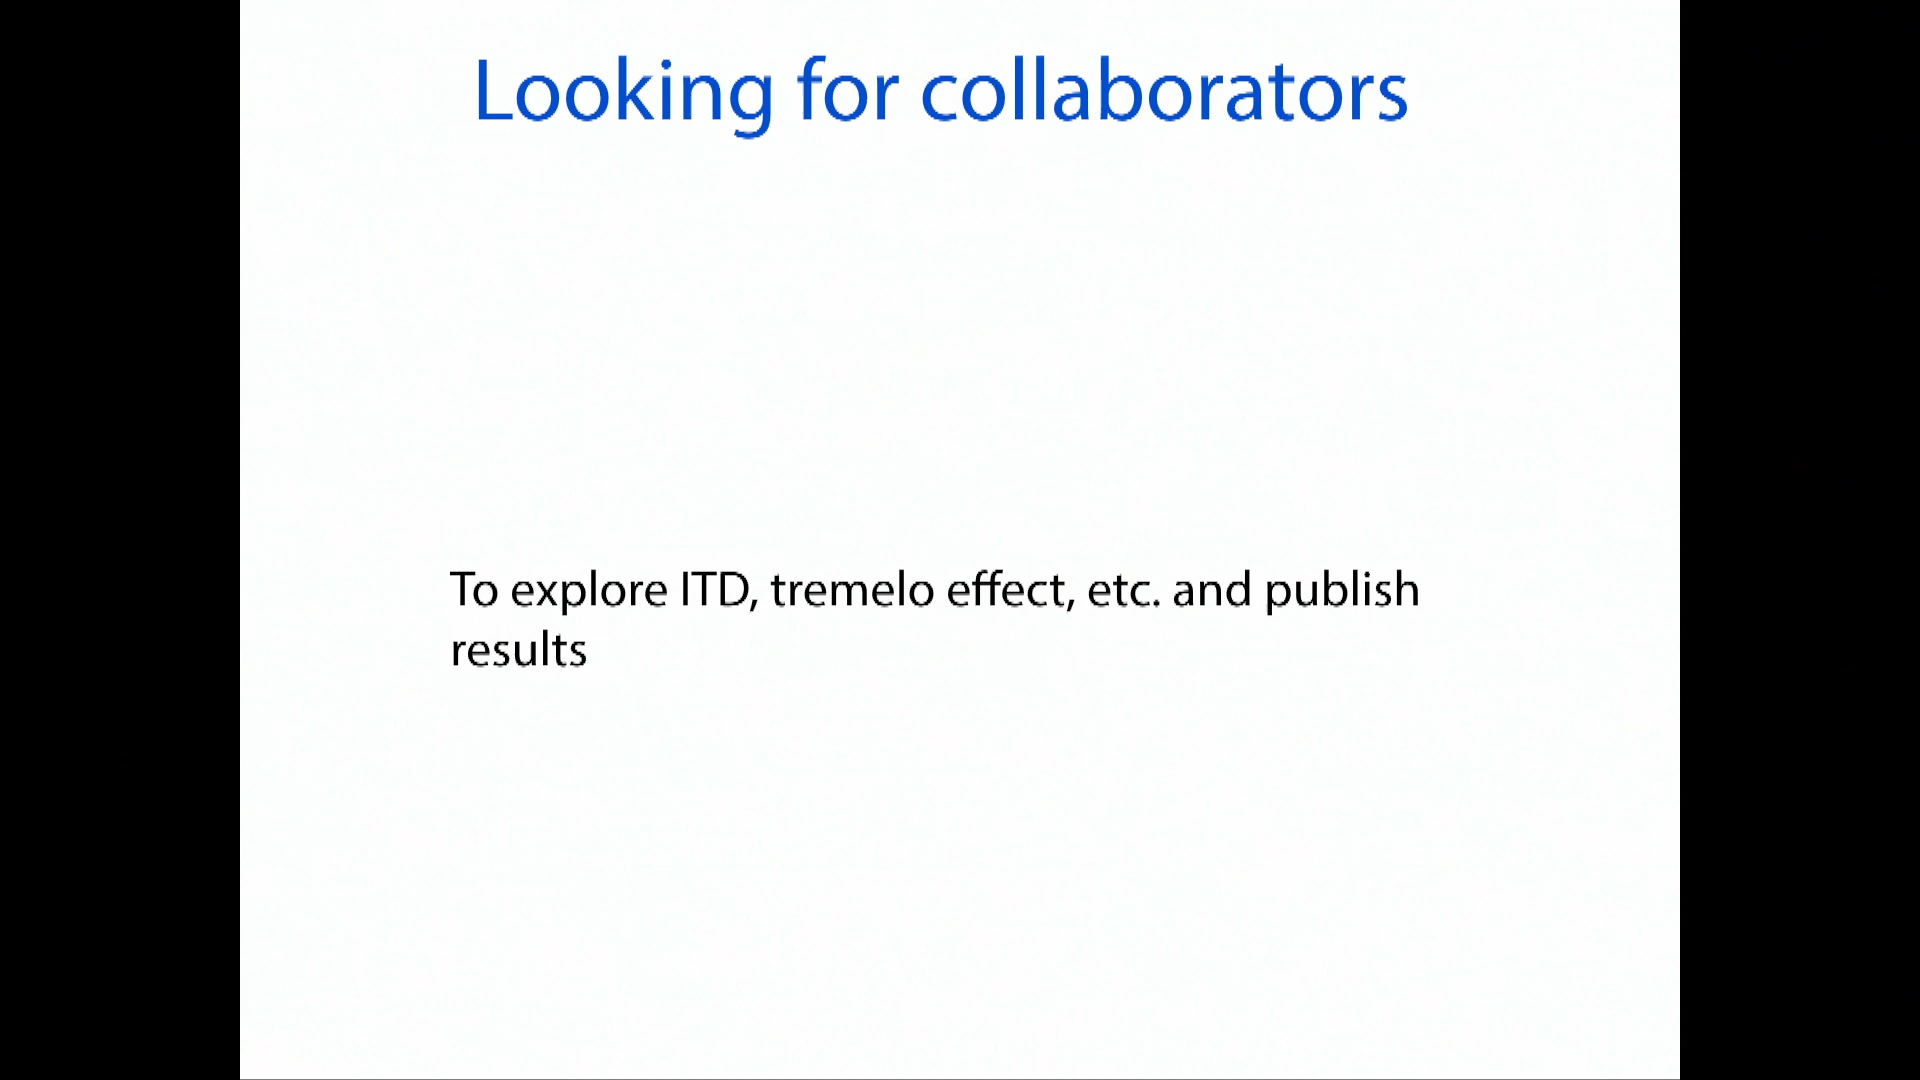 Looking for collaborators
To explore ITD, tremelo effect, etc. and publish
results